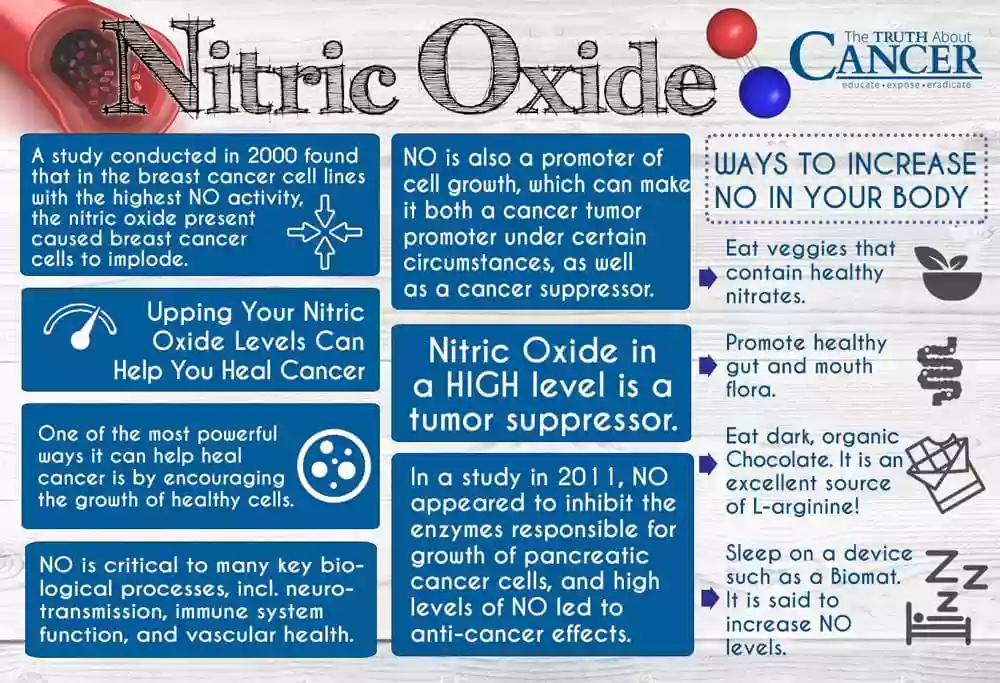 Nitric Oxide
The TRUTH About
CANCER
educate • expose • eradicate
A study conducted in 2000 found
that in the breast cancer cell lines
with the highest NO activity,
the nitric oxide present
caused breast cancer
cells to implode.
Upping Your Nitric
Oxide Levels Can
Help You Heal Cancer
One of the most powerful
ways it can help heal
cancer is by encouraging
the growth of healthy cells.
NO is critical to many key bio-
logical processes, incl. neuro-
transmission, immune system
function, and vascular health.
NO is also a promoter of
cell growth, which can make
it both a cancer tumor
promoter under certain
circumstances, as well
as a cancer suppressor.
Nitric Oxide in
a HIGH level is a
tumor suppressor.
In a study in 2011, NO
appeared to inhibit the
enzymes responsible for
growth of pancreatic
cancer cells, and high
levels of NO led to
anti-cancer effects.
WAYS TO INCREASE
NO IN YOUR BODY
Eat veggies that
contain healthy
nitrates.
Promote healthy
gut and mouth
flora.
Eat dark, organic
Chocolate. It is an
excellent source
of L-arginine!
Sleep on a device
such as a Biomat.
It is said to
increase NO
levels.
Z Z
Z